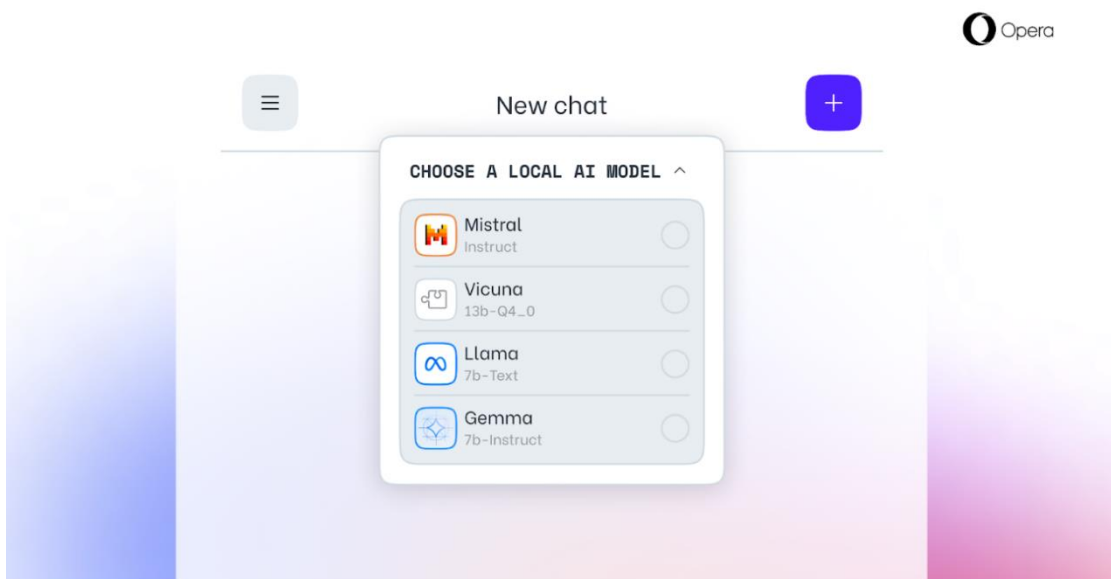 Opera
New chat
CHOOSE A LOCAL AI MODEL
Mistral
Instruct
Vicuna
13b-Q4_0
Llama
7b-Text
Gemma
7b-Instruct